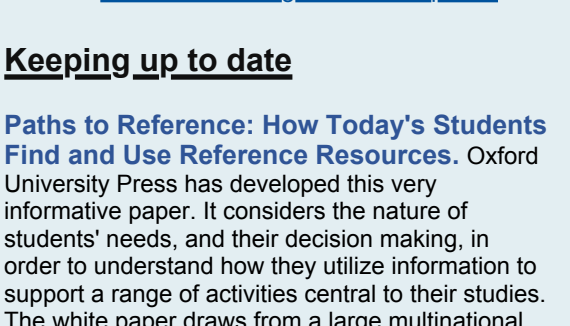 Keeping up to date
Paths to Reference: How Today's Students
Find and Use Reference Resources. Oxford
University Press has developed this very
informative paper. It considers the nature of
students' needs, and their decision making, in
order to understand how they utilize information to
support a range of activities central to their studies.
The white paper draws from a large multinational